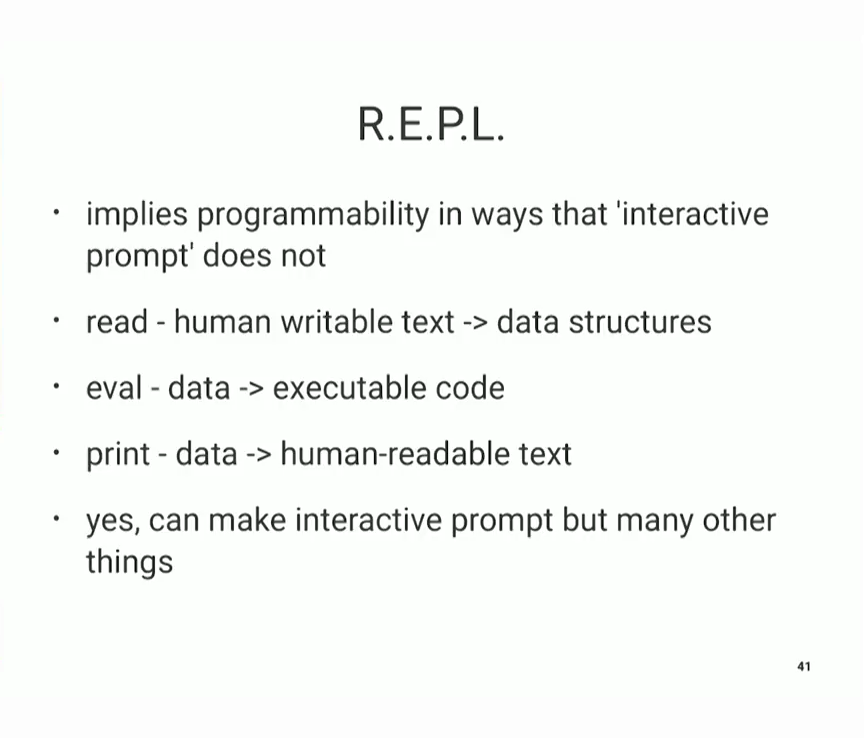 R.E.P.L.
• implies programmability in ways that 'interactive
prompt' does not
• read - human writable text -> data structures
• eval - data -> executable code
• print - data -> human-readable text
• yes, can make interactive prompt but many other
things
41